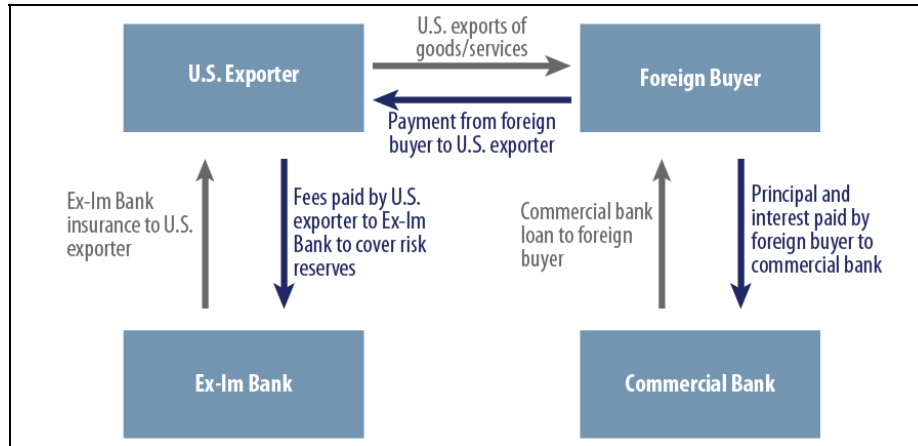 U.S. exports of
goods/services
U.S. Exporter
Foreign Buyer
Payment from foreign
buyer to U.S. exporter
Ex-Im Bank
insurance to U.S.
exporter
Fees paid by U.S.
exporter to Ex-Im
Bank to cover risk
reserves
Commercial bank
loan to foreign
buyer
Principal and
interest paid by
foreign buyer to
commercial bank
Ex-Im Bank
Commercial Bank